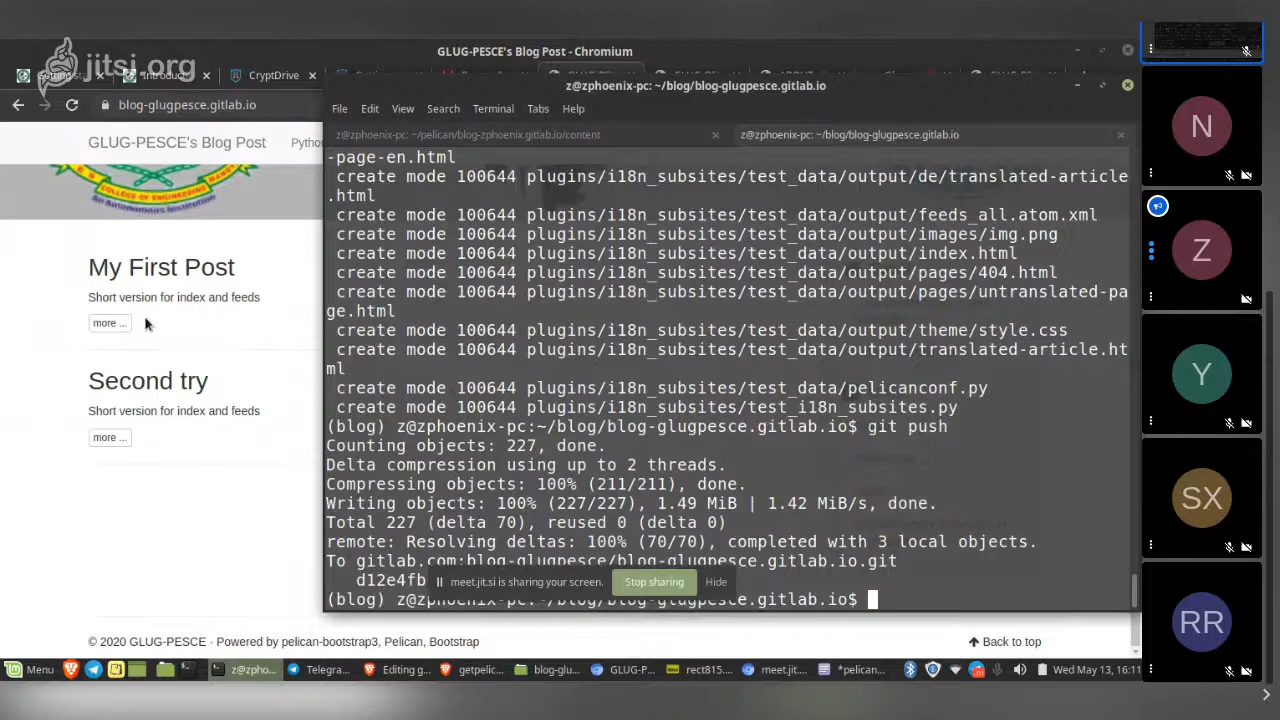 jitsi.org
GLUG-PESCE's Blog Post - Chromium
CryptDrive
z@zphoenix-pc: ~/blog/blog-glugpesce.gitlab.io
blog-glugpesce.gitlab.io
File Edit View Search Terminal Tabs Help
z@zphoenix-pc: ~/pelican/blog-zphoenix.gitlab.io/content
z@zphoenix-pc: ~/blog/blog-glugpesce.gitlab.io
GLUG-PESCE's Blog Post
An Autonomous Institution
My First Post
Short version for index and feeds
more ...
Second try
Short version for index and feeds
more ...
-page-en.html
create mode 100644 plugins/i18n_subsites/test_data/output/de/translated-article
.html
create mode 100644 plugins/i18n_subsites/test_data/output/feeds_all.atom.xml
create mode 100644 plugins/i18n_subsites/test_data/output/images/img.png
create mode 100644 plugins/i18n_subsites/test_data/output/index.html
create mode 100644 plugins/i18n_subsites/test_data/output/pages/404.html
create mode 100644 plugins/i18n_subsites/test_data/output/pages/untranslated-pa
ge.html
create mode 100644 plugins/i18n_subsites/test_data/output/theme/style.css
create mode 100644 plugins/i18n_subsites/test_data/output/translated-article.ht
ml
create mode 100644 plugins/i18n_subsites/test_data/pelicanconf.py
create mode 100644 plugins/i18n_subsites/test_i18n_subsites.py
(blog) z@zphoenix-pc:~/blog/blog-glugpesce.gitlab.io$ git push
Counting objects: 227, done.
Delta compression using up to 2 threads.
Compressing objects: 100% (211/211), done.
Writing objects: 100% (227/227), 1.49 MiB | 1.42 MiB/s, done.
Total 227 (delta 70), reused 0 (delta 0)
remote: Resolving deltas: 100% (70/70), completed with 3 local objects.
To gitlab.com:blog-glugpesce/blog-glugpesce.gitlab.io.git
d12e4fb
meet.jit.si is sharing your screen. Stop sharing Hide
(blog) z@zphoenix-pc:~/blog/blog-glugpesce.gitlab.io$
© 2020 GLUG-PESCE · Powered by pelican-bootstrap3, Pelican, Bootstrap
Back to top
Menu z@zpho... Telegra... Editing g... getpelic... blog-glu... GLUG-P... rect815... meet.jit.... *pelican... Wed May 13, 16:11
N
Z
Y
SX
RR